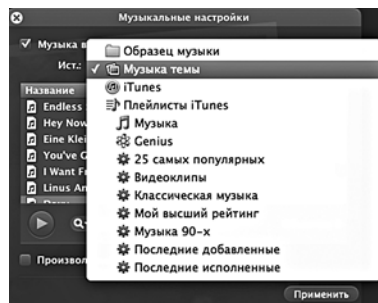 Музыкальные настройки
Музыка в
Образец музыки
Ист.:
Музыка темы
iTunes
Название
Плейлисты iTunes
Endless
Музыка
Hey Now
Genius
Eine Klei
25 самых популярных
You've G
Видеоклипы
I Want F
Классическая музыка
Linus An
Мой высший рейтинг
Музыка 90-х
Последние добавленные
Произвол
Последние исполненные
Применить